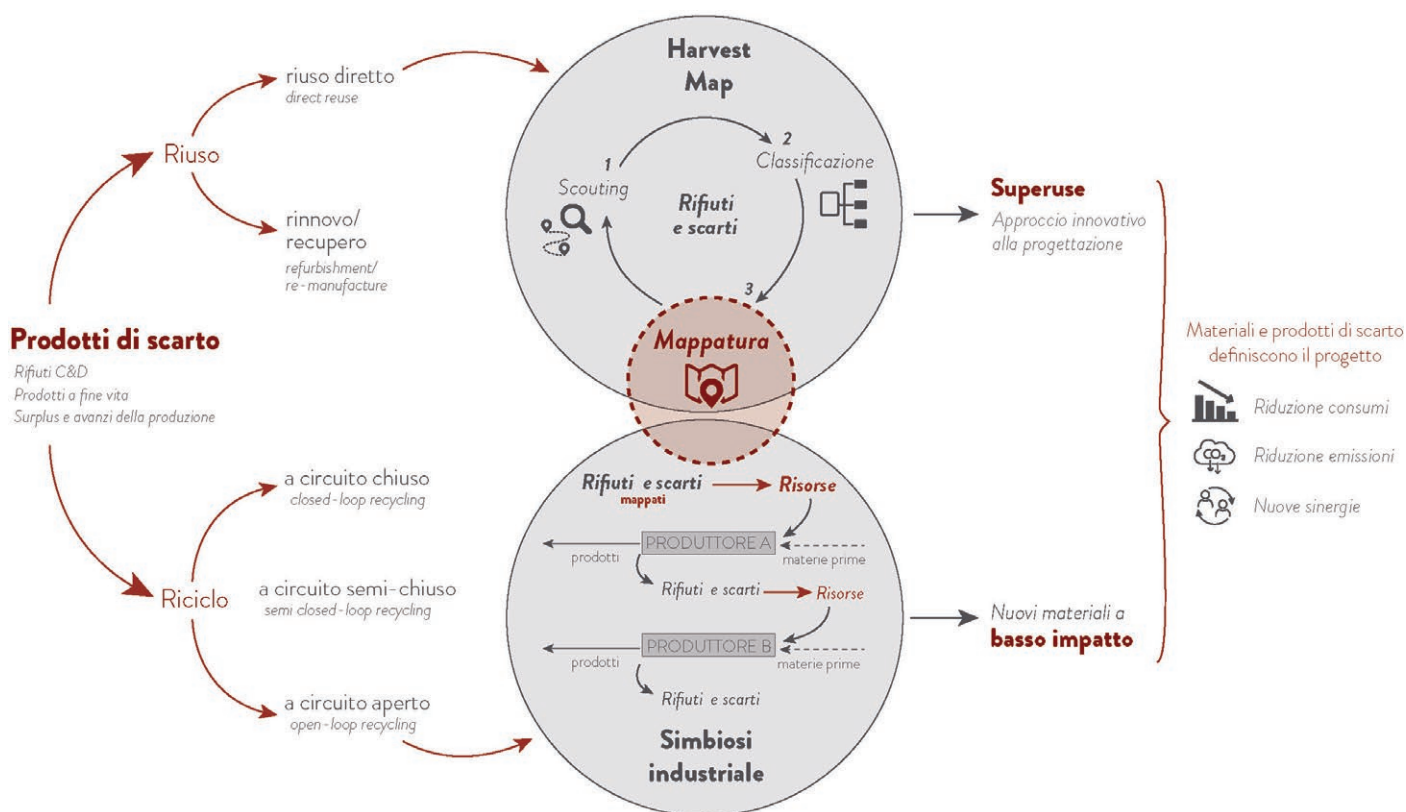 Prodotti di scarto
Rifiuti C&D
Prodotti a fine vita
Surplus e avanzi della produzione
Riuso
riuso diretto
direct reuse
rinnovo/
recupero
refurbishment/
re-manufacture
Riciclo
a circuito chiuso
closed-loop recycling
a circuito semi-chiuso
semi closed-loop recycling
a circuito aperto
open-loop recycling
Harvest
Map
1
Scouting
2
Classificazione
Rifiuti
e scarti
3
Mappatura
Rifiuti e scarti
mappati
Risorse
PRODUTTORE A
prodotti
materie prime
Rifiuti e scarti
Risorse
PRODUTTORE B
prodotti
materie prime
Rifiuti e scarti
Simbiosi
industriale
Superuse
Approccio innovativo
alla progettazione
Nuovi materiali a
basso impatto
Materiali e prodotti di scarto
definiscono il progetto
Riduzione consumi
CO₂
Riduzione emissioni
Nuove sinergie